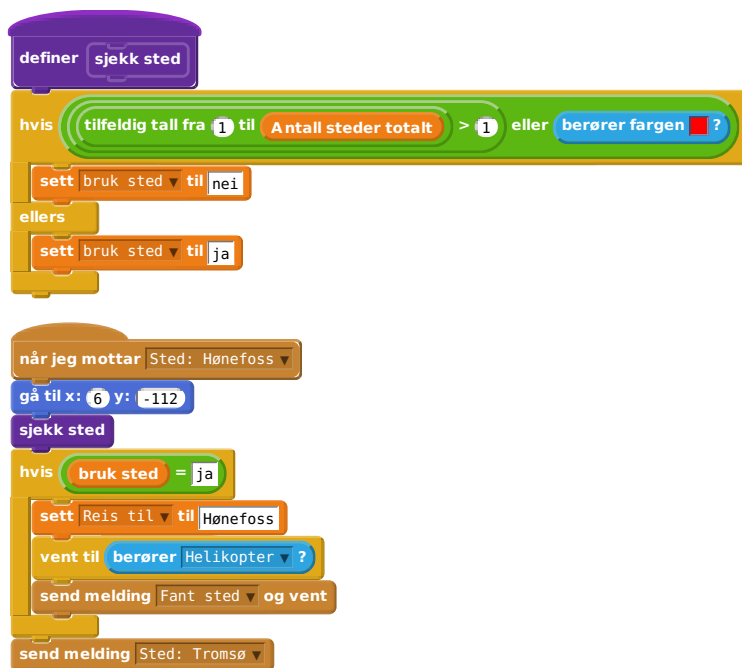 definer sjekk sted
hvis tilfeldig tall fra 1 til Antall steder totalt > 1 eller berører fargen ?
sett bruk sted ▼ til nei
ellers
sett bruk sted ▼ til ja
når jeg mottar Sted: Hønefoss ▼
gå til x: 6 y: -112
sjekk sted
hvis bruk sted = ja
sett Reis til ▼ til Hønefoss
vent til berører Helikopter ▼ ?
send melding Fant sted ▼ og vent
send melding Sted: Tromsø ▼